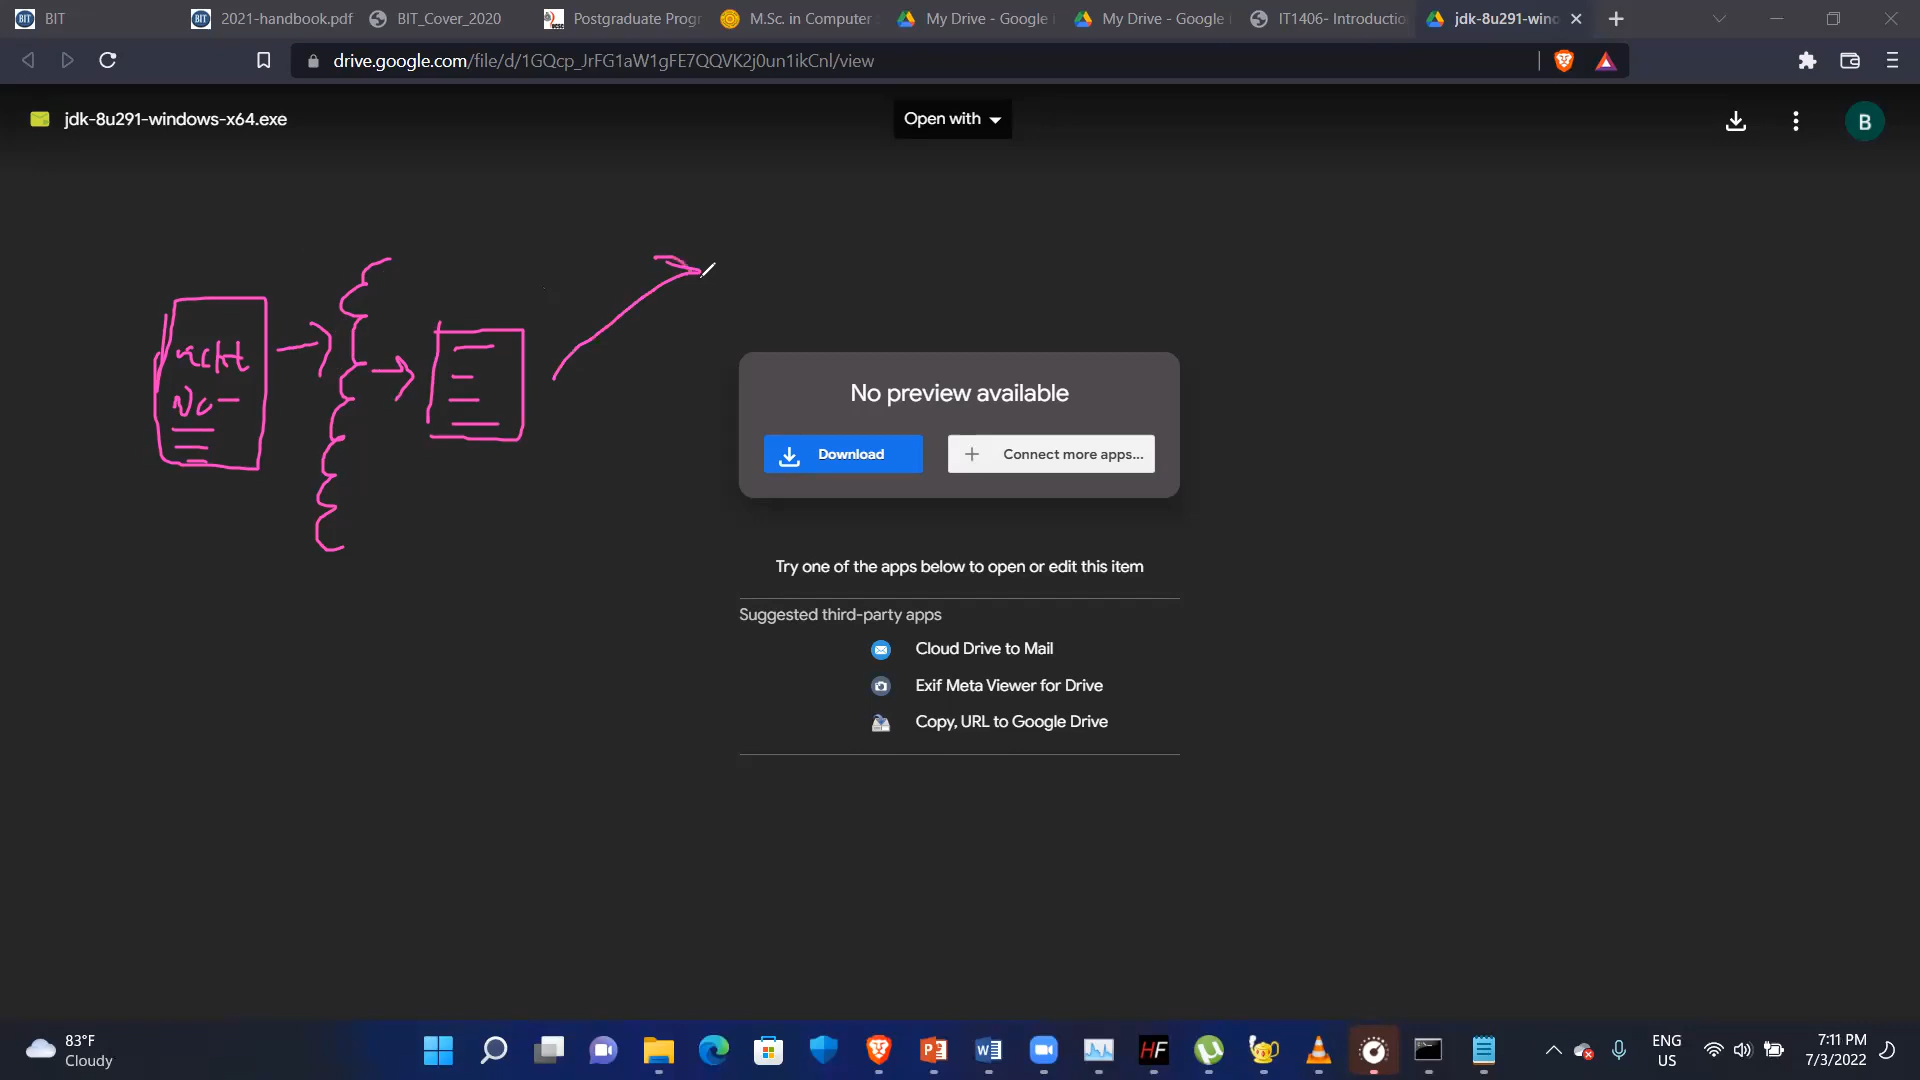 BIT
2021-handbook.pdf
BIT_Cover_2020
Postgraduate Progr
M.Sc. in Computer
My Drive - Google
My Drive - Google
IT1406- Introductio
jdk-8u291-wind
drive.google.com/file/d/1GQcp_JrFG1aW1gFE7QQVK2j0un1ikCnl/view
jdk-8u291-windows-x64.exe
Open with
B
No preview available
Download
Connect more apps...
Try one of the apps below to open or edit this item
Suggested third-party apps
Cloud Drive to Mail
Exif Meta Viewer for Drive
Copy, URL to Google Drive
No
83°F
Cloudy
ENG
US
7:11 PM
7/3/2022